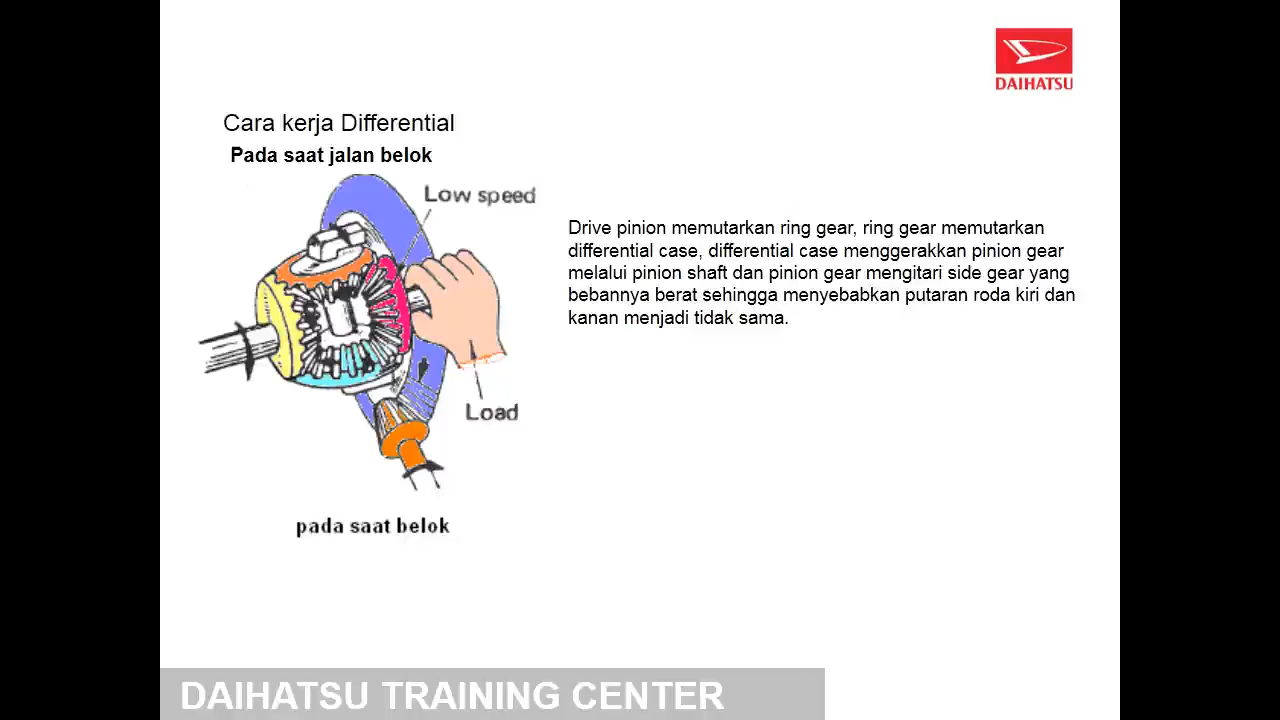 DAIHATSU
Cara kerja Differential
Pada saat jalan belok
Low speed
Drive pinion memutarkan ring gear, ring gear memutarkan
differential case, differential case menggerakkan pinion gear
melalui pinion shaft dan pinion gear mengitari side gear yang
bebannya berat sehingga menyebabkan putaran roda kiri dan
kanan menjadi tidak sama.
Load
pada saat belok
DAIHATSU TRAINING CENTER